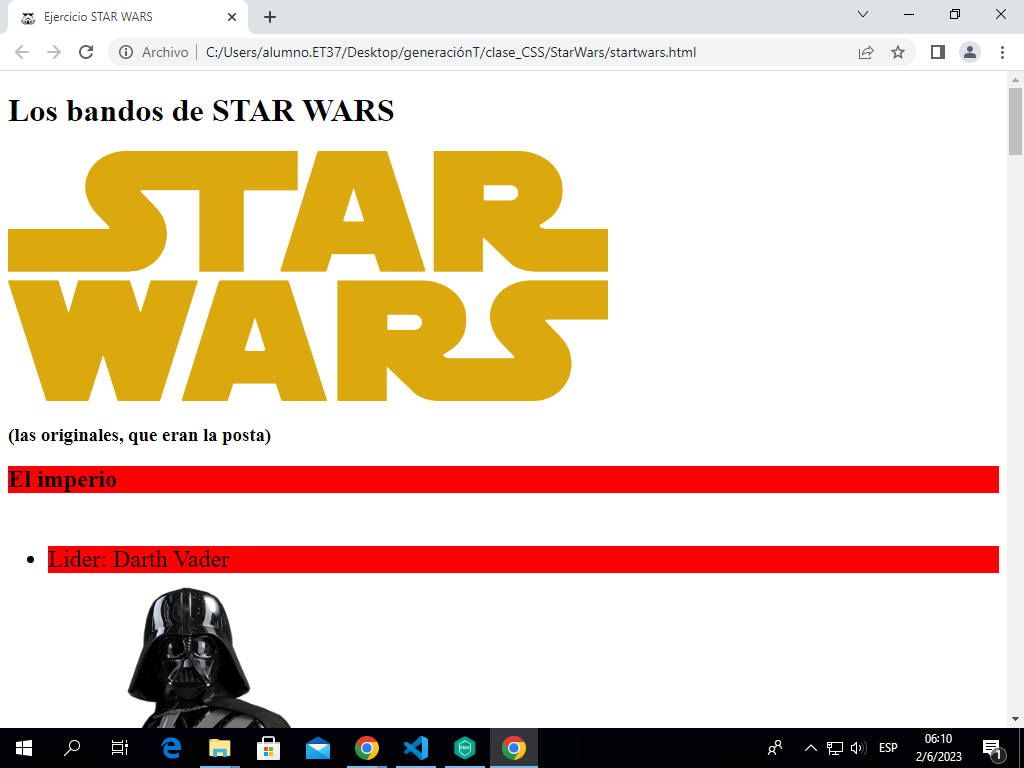 Ejercicio STAR WARS
Archivo C:/Users/alumno.ET37/Desktop/generaciónT/clase_CSS/StarWars/startwars.html
Los bandos de STAR WARS
STAR
WARS
(las originales, que eran la posta)
El imperio
Lider: Darth Vader
ESP
06:10
2/6/2023
1